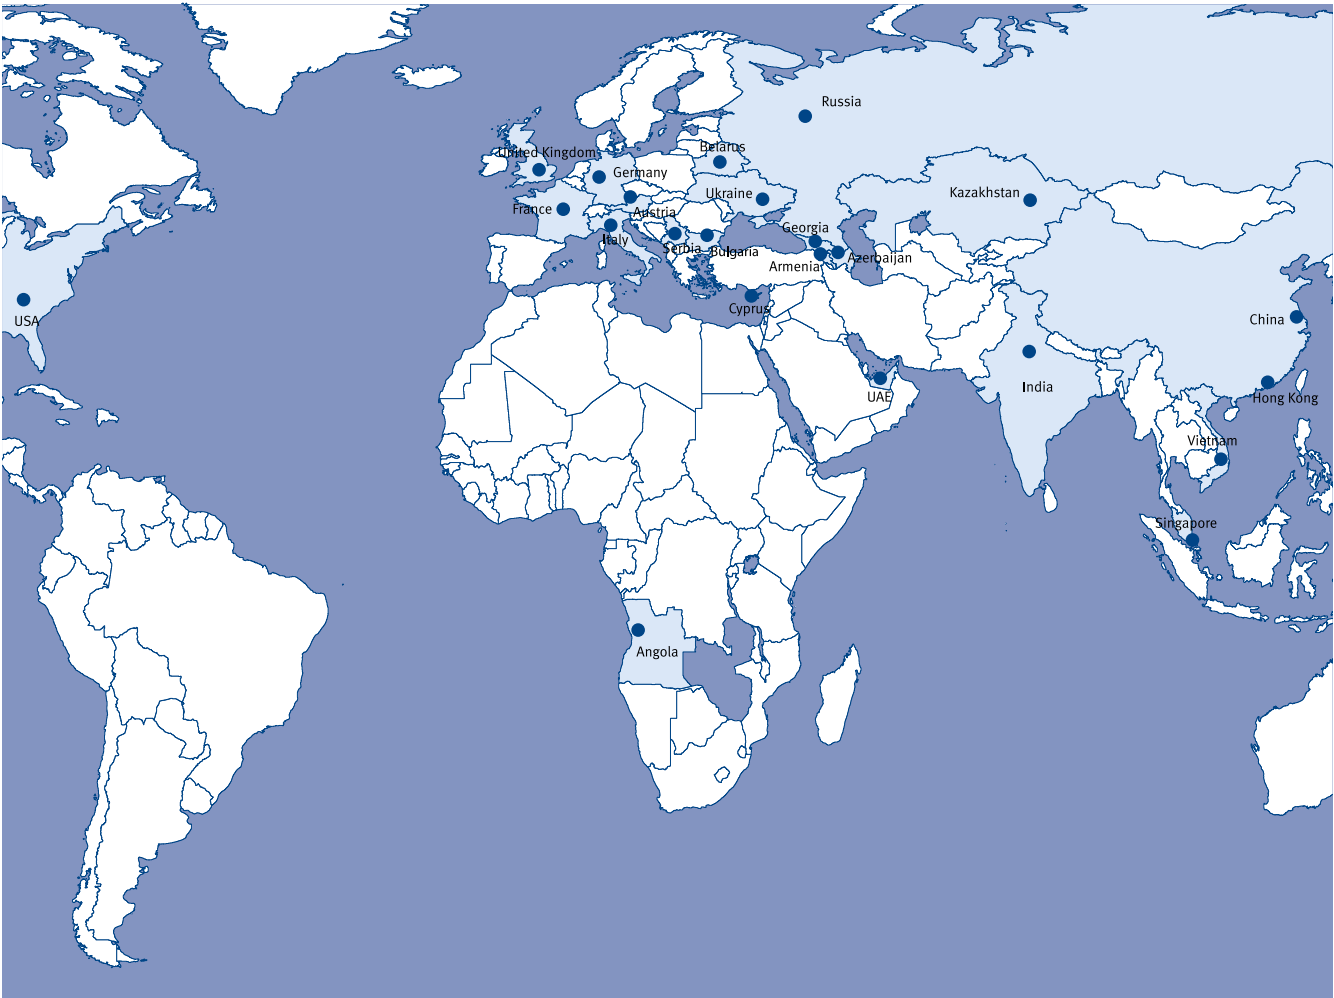 Russia
Belarus
United Kingdom
Germany
Kazakhstan
Ukraine
France
Austria
Georgia
Italy
Serbia
Bulgaria
Azerbaijan
Armenia
Cyprus
USA
China
India
UAE
Hong Kong
Vietnam
Singapore
Angola